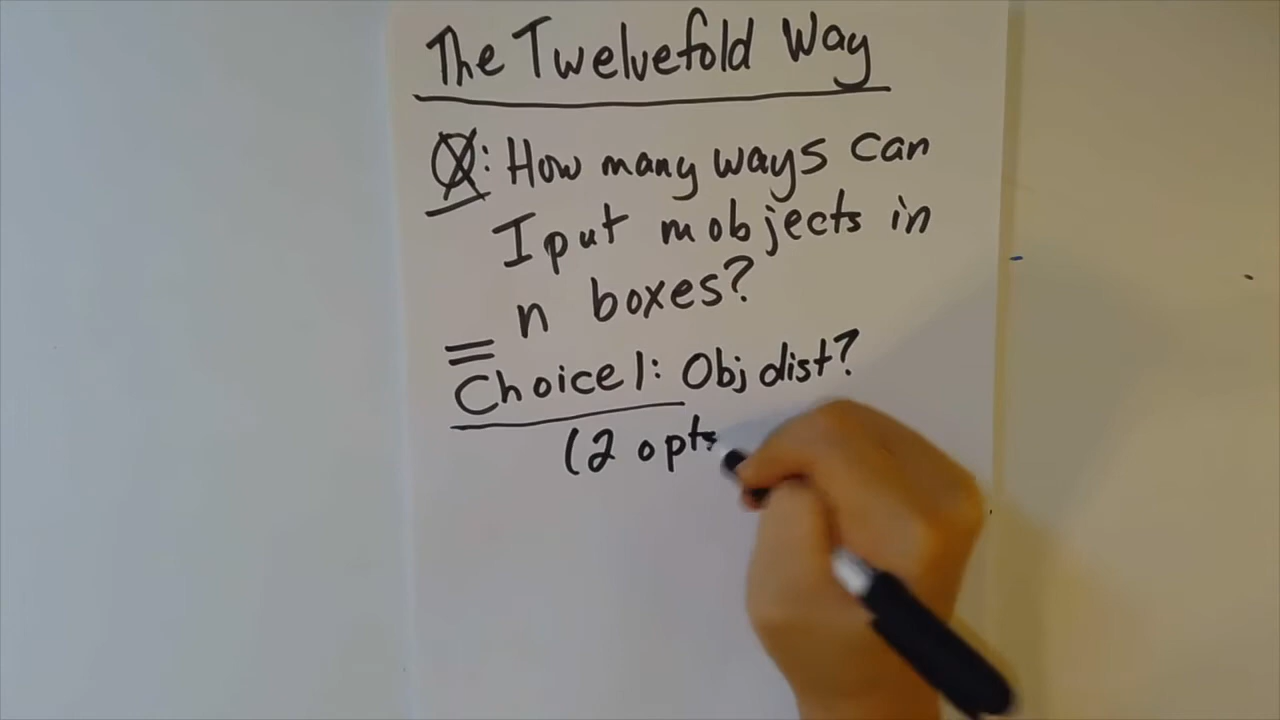 The Twelvefold Way
Q: How many ways can
I put m objects in
n boxes?
Choice 1: Obj dist?
(2 opts